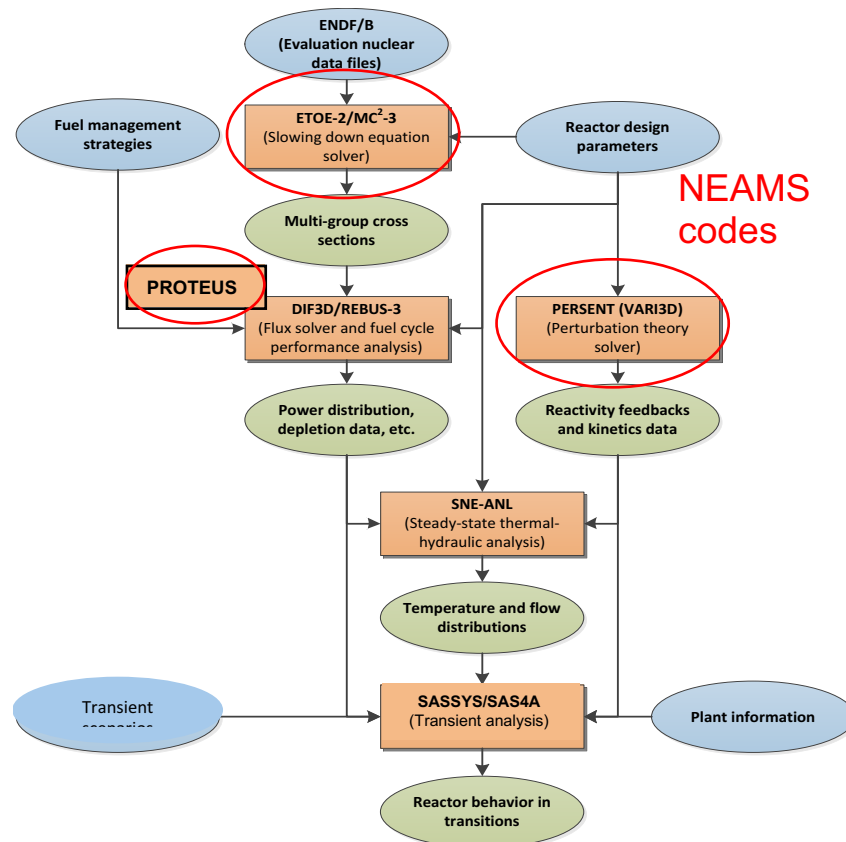 ENDF/B
(Evaluation nuclear
data files)
ETOE-2/MC²-3
(Slowing down equation
solver)
Fuel management
strategies
Reactor design
parameters
NEAMS
codes
Multi-group cross
sections
PROTEUS
DIF3D/REBUS-3
(Flux solver and fuel cycle
performance analysis)
PERSENT (VARI3D)
(Perturbation theory
solver)
Power distribution,
depletion data, etc.
Reactivity feedbacks
and kinetics data
SNE-ANL
(Steady-state thermal-
hydraulic analysis)
Temperature and flow
distributions
Transient
SASSYS/SAS4A
(Transient analysis)
Plant information
Reactor behavior in
transitions